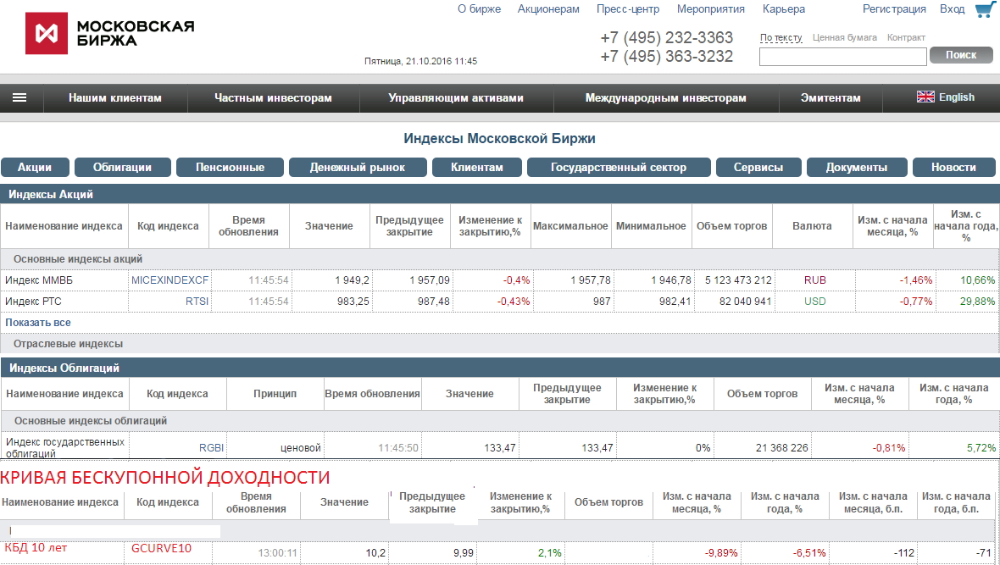 О бирже Акционерам Пресс-центр Мероприятия Карьера Регистрация Вход
МОСКОВСКАЯ
БИРЖА
+7 (495) 232-3363
+7 (495) 363-3232
По тексту Ценная бумага Контракт
Поиск
Пятница, 21.10.2016 11:45
Нашим клиентам Частным инвесторам Управляющим активами Международным инвесторам Эмитентам English
Индексы Московской Биржи
Акции Облигации Пенсионные Денежный рынок Клиентам Государственный сектор Сервисы Документы Новости
Индексы Акций
Наименование индекса Код индекса Время обновления Значение Предыдущее закрытие Изменение к закрытию,% Максимальное Минимальное Объем торгов Валюта Изм. с начала месяца, % Изм. с начала года, %
Основные индексы акций
Индекс ММВБ MICEXINDEXCF 11:45:54 1 949,2 1 957,09 -0,4% 1 957,78 1 946,78 5 123 473 212 RUB -1,46% 10,66%
Индекс РТС RTSI 11:45:54 983,25 987,48 -0,43% 987 982,41 82 040 941 USD -0,77% 29,88%
Показать все
Отраслевые индексы
Индексы Облигаций
Наименование индекса Код индекса Принцип Время обновления Значение Предыдущее закрытие Изменение к закрытию,% Объем торгов Изм. с начала месяца, % Изм. с начала года, %
Основные индексы облигаций
Индекс государственных облигаций RGBI ценовой 11:45:50 133,47 133,47 0% 21 368 226 -0,81% 5,72%
КРИВАЯ БЕСКУПОННОЙ ДОХОДНОСТИ
Наименование индекса Код индекса Время обновления Значение Предыдущее закрытие Изменение к закрытию,% Объем торгов Изм. с начала месяца, % Изм. с начала года, % Изм. с начала месяца, б.п. Изм. с начала года, б.п.
КБД 10 лет GCURVE10 13:00:11 10,2 9,99 2,1% -9,89% -6,51% -112 -71